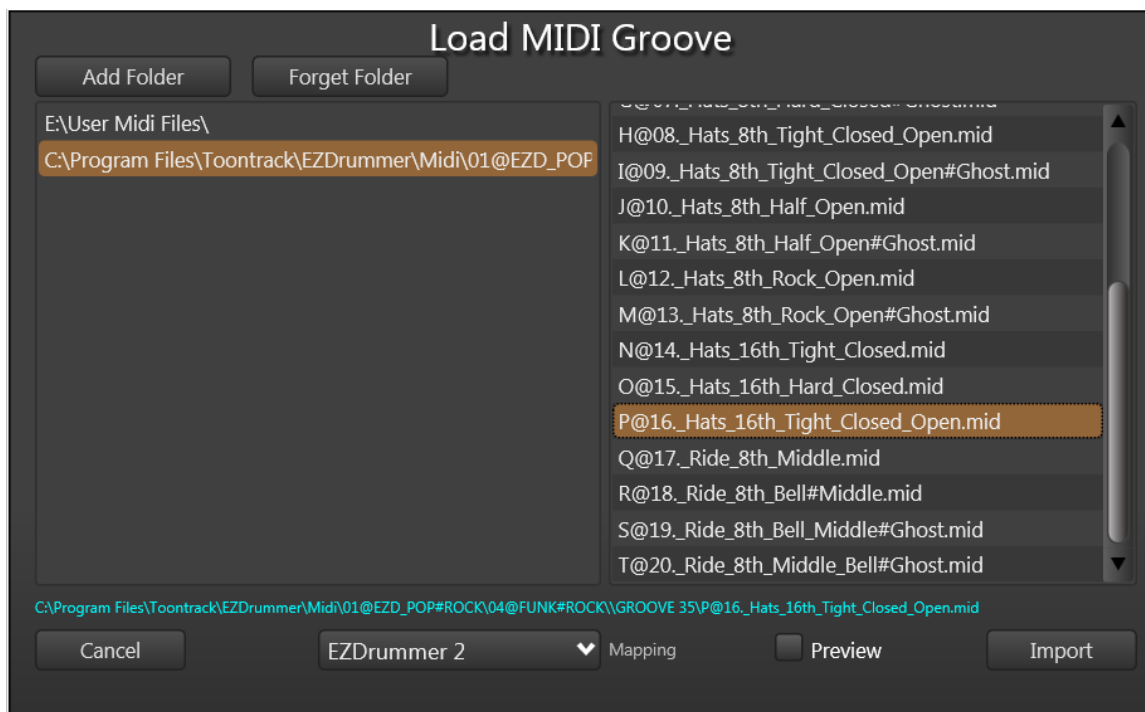 Load MIDI Groove
Add Folder
Forget Folder
E:\User Midi Files\
C:\Program Files\Toontrack\EZDrummer\Midi\01@EZD_POP
G@07._Hats_8th_Hard_Closed#Ghost.mid
H@08._Hats_8th_Tight_Closed_Open.mid
I@09._Hats_8th_Tight_Closed_Open#Ghost.mid
J@10._Hats_8th_Half_Open.mid
K@11._Hats_8th_Half_Open#Ghost.mid
L@12._Hats_8th_Rock_Open.mid
M@13._Hats_8th_Rock_Open#Ghost.mid
N@14._Hats_16th_Tight_Closed.mid
O@15._Hats_16th_Hard_Closed.mid
P@16._Hats_16th_Tight_Closed_Open.mid
Q@17._Ride_8th_Middle.mid
R@18._Ride_8th_Bell#Middle.mid
S@19._Ride_8th_Bell_Middle#Ghost.mid
T@20._Ride_8th_Middle_Bell#Ghost.mid
C:\Program Files\Toontrack\EZDrummer\Midi\01@EZD_POP#ROCK\04@FUNK#ROCK\\GROOVE 35\P@16._Hats_16th_Tight_Closed_Open.mid
Cancel
EZDrummer 2
Mapping
Preview
Import